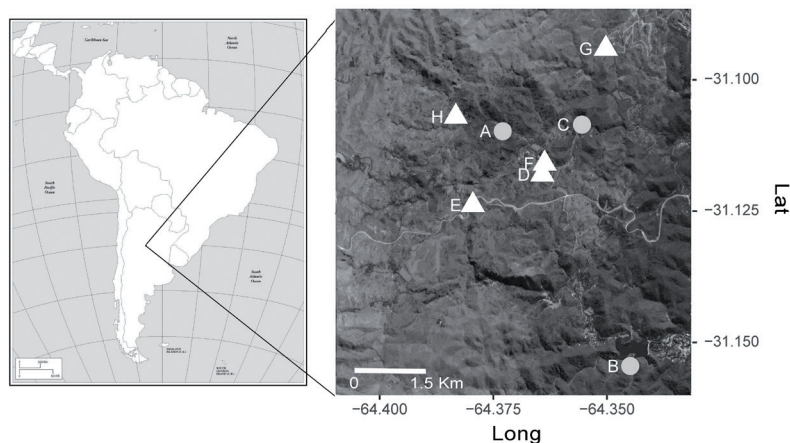 Caribbean Sea
North
Atlantic
Ocean
South
Pacific
Ocean
South
Atlantic
Ocean
G
H
A
C
F
D
E
B
0
1.5 Km
−31.100
−31.125
−31.150
Lat
−64.400
−64.375
−64.350
Long